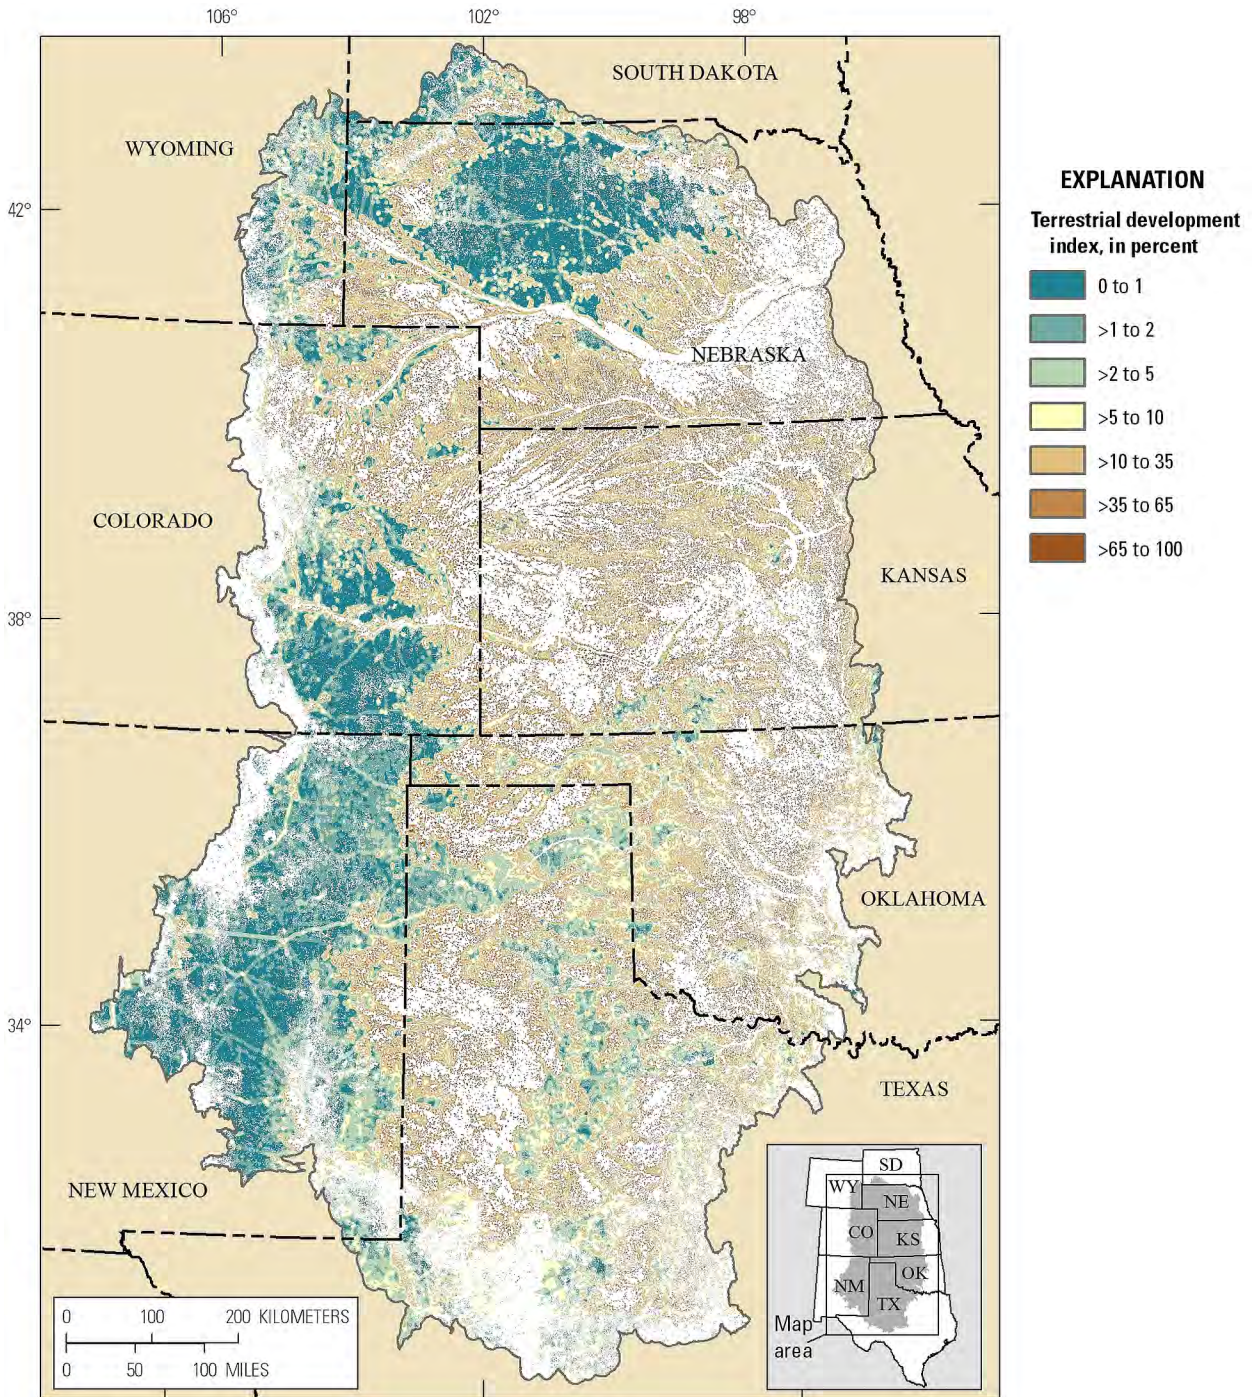 106°
102°
98°
SOUTH DAKOTA
WYOMING
42°
NEBRASKA
COLORADO
KANSAS
38°
OKLAHOMA
34°
TEXAS
NEW MEXICO
EXPLANATION
Terrestrial development
index, in percent
0 to 1
>1 to 2
>2 to 5
>5 to 10
>10 to 35
>35 to 65
>65 to 100
0 100 200 KILOMETERS
0 50 100 MILES
SD
WY
NE
CO
KS
OK
NM
TX
Map
area